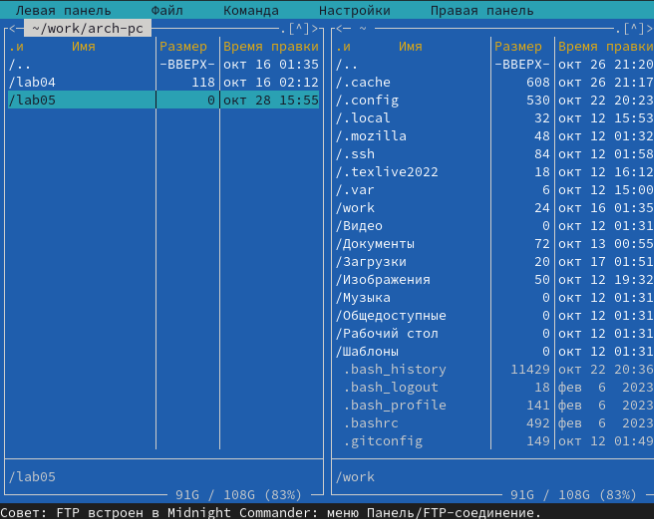 Левая панель Файл Команда Настройки Правая панель
<─ ~/work/arch-pc .[^]> <─ ~ .[^]>
.и Имя Размер Время правки .и Имя Размер Время правки
/.. -ВВЕРХ- окт 16 01:35 /.. -ВВЕРХ- окт 26 21:20
/lab04 118 окт 16 02:12 /.cache 608 окт 26 21:17
/lab05 0 окт 28 15:55 /.config 530 окт 22 20:23
/.local 32 окт 12 15:53
/.mozilla 48 окт 12 01:32
/.ssh 84 окт 12 01:58
/.texlive2022 18 окт 12 16:12
/.var 6 окт 12 15:00
/work 24 окт 16 01:35
/Видео 0 окт 12 01:31
/Документы 72 окт 13 00:55
/Загрузки 20 окт 17 01:51
/Изображения 50 окт 12 19:32
/Музыка 0 окт 12 01:31
/Общедоступные 0 окт 12 01:31
/Рабочий стол 0 окт 12 01:31
/Шаблоны 0 окт 12 01:31
.bash_history 11429 окт 22 20:36
.bash_logout 18 фев 6 2023
.bash_profile 141 фев 6 2023
.bashrc 492 фев 6 2023
.gitconfig 149 окт 12 01:49
/lab05 /work
91G / 108G (83%) 91G / 108G (83%)
Совет: FTP встроен в Midnight Commander: меню Панель/FTP-соединение.